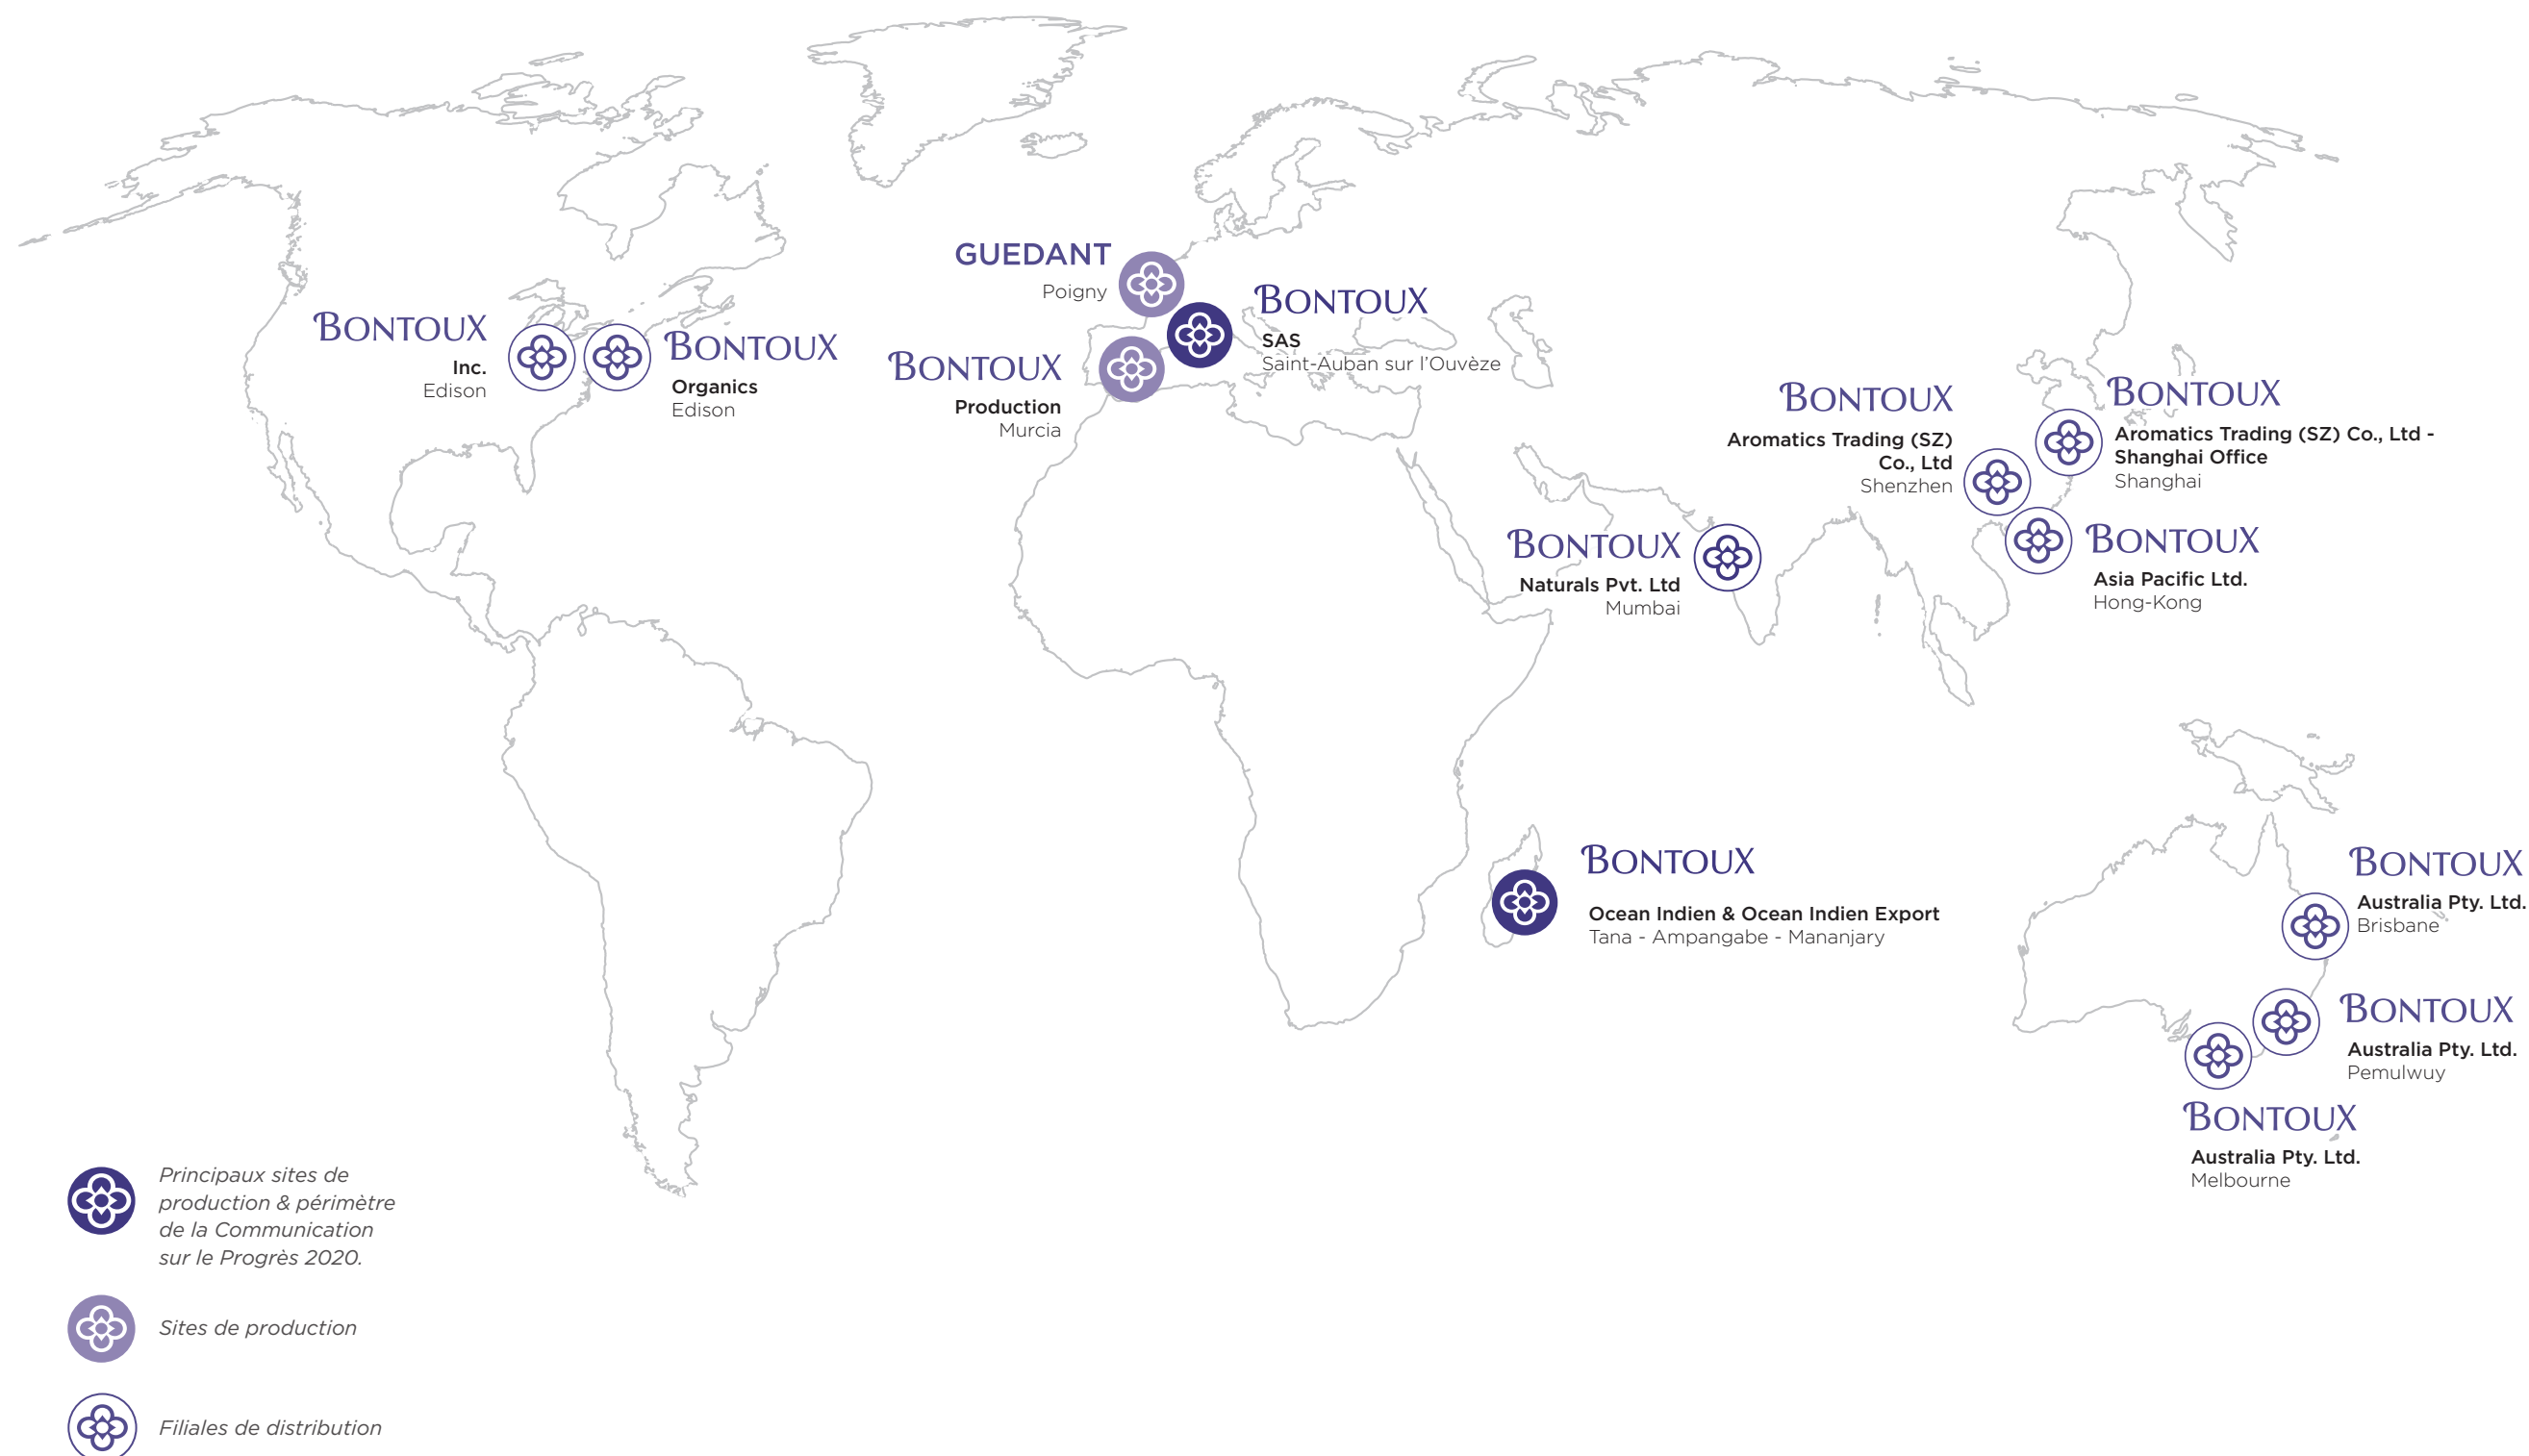 GUEDANT
Poigny
BONTOUX
SAS
Saint-Auban sur l'Ouvèze
BONTOUX
Inc.
Edison
BONTOUX
Organics
Edison
BONTOUX
Production
Murcia
BONTOUX
Aromatics Trading (SZ)
Co., Ltd
Shenzhen
BONTOUX
Aromatics Trading (SZ) Co., Ltd -
Shanghai Office
Shanghai
BONTOUX
Naturals Pvt. Ltd
Mumbai
BONTOUX
Asia Pacific Ltd.
Hong-Kong
BONTOUX
Ocean Indien & Ocean Indien Export
Tana - Ampangabe - Mananjary
BONTOUX
Australia Pty. Ltd.
Brisbane
BONTOUX
Australia Pty. Ltd.
Pemulwuy
BONTOUX
Australia Pty. Ltd.
Melbourne
Principaux sites de
production & périmètre
de la Communication
sur le Progrès 2020.
Sites de production
Filiales de distribution